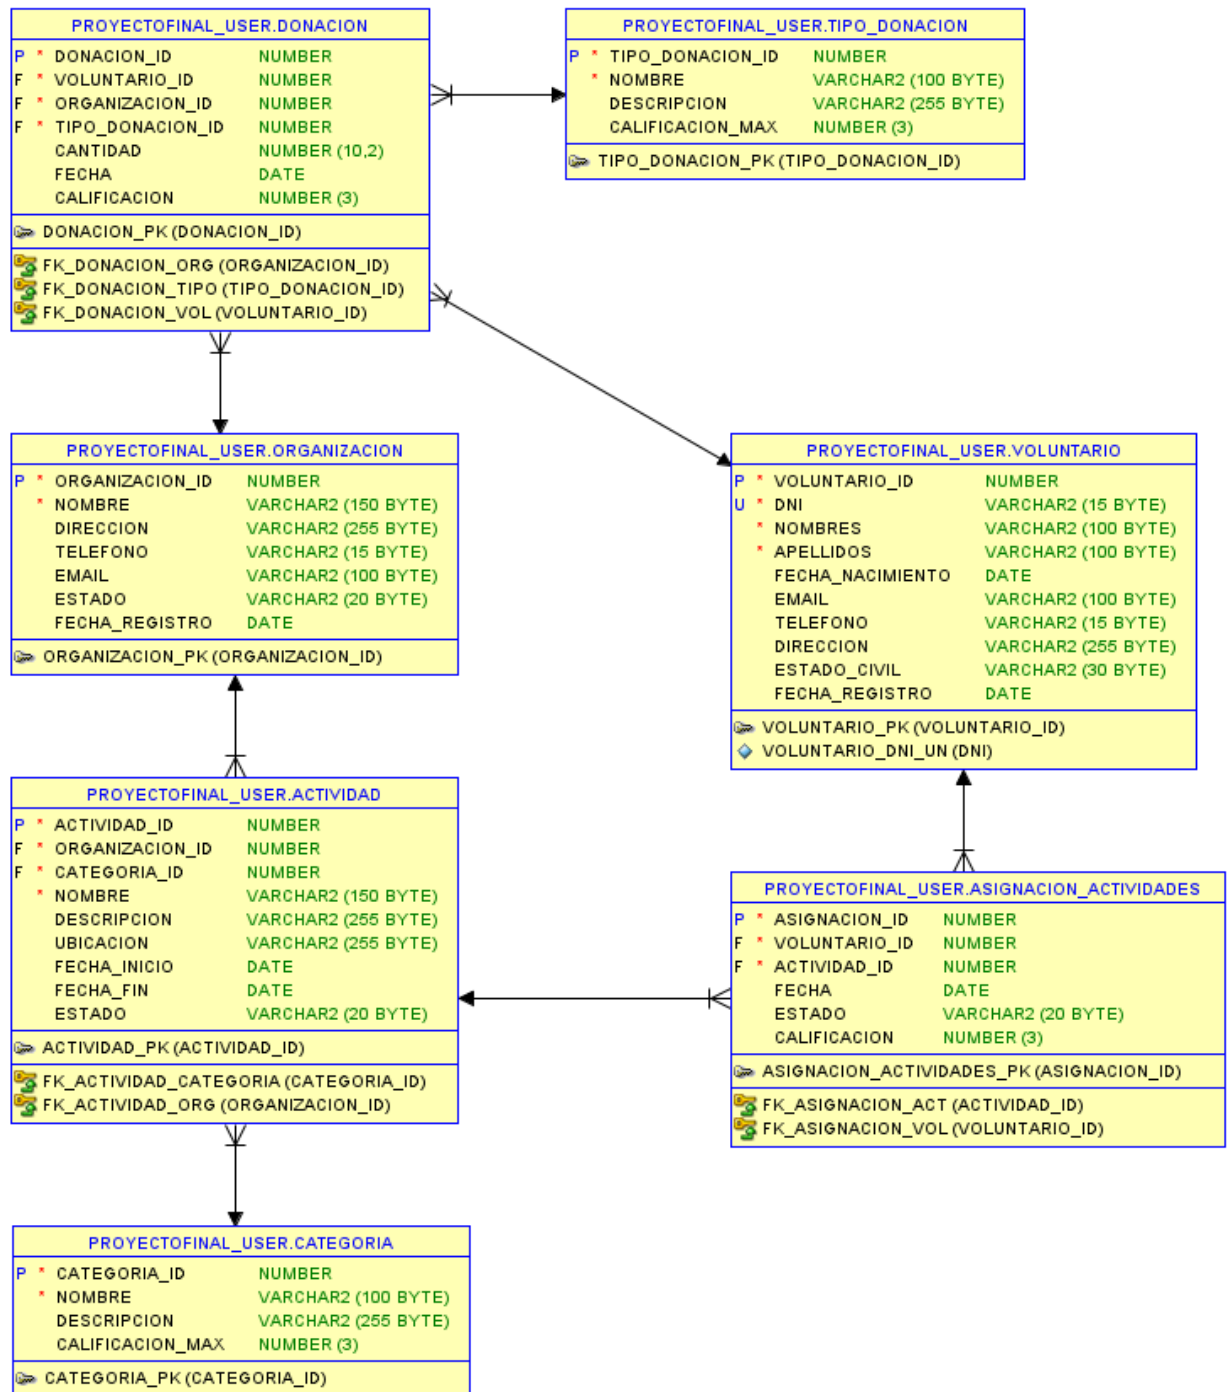 PROYECTOFINAL_USER.DONACION
P * DONACION_ID NUMBER
F * VOLUNTARIO_ID NUMBER
F * ORGANIZACION_ID NUMBER
F * TIPO_DONACION_ID NUMBER
CANTIDAD NUMBER (10,2)
FECHA DATE
CALIFICACION NUMBER (3)
DONACION_PK (DONACION_ID)
FK_DONACION_ORG (ORGANIZACION_ID)
FK_DONACION_TIPO (TIPO_DONACION_ID)
FK_DONACION_VOL (VOLUNTARIO_ID)
PROYECTOFINAL_USER.TIPO_DONACION
P * TIPO_DONACION_ID NUMBER
* NOMBRE VARCHAR2 (100 BYTE)
DESCRIPCION VARCHAR2 (255 BYTE)
CALIFICACION_MAX NUMBER (3)
TIPO_DONACION_PK (TIPO_DONACION_ID)
PROYECTOFINAL_USER.ORGANIZACION
P * ORGANIZACION_ID NUMBER
* NOMBRE VARCHAR2 (150 BYTE)
DIRECCION VARCHAR2 (255 BYTE)
TELEFONO VARCHAR2 (15 BYTE)
EMAIL VARCHAR2 (100 BYTE)
ESTADO VARCHAR2 (20 BYTE)
FECHA_REGISTRO DATE
ORGANIZACION_PK (ORGANIZACION_ID)
PROYECTOFINAL_USER.VOLUNTARIO
P * VOLUNTARIO_ID NUMBER
U * DNI VARCHAR2 (15 BYTE)
* NOMBRES VARCHAR2 (100 BYTE)
* APELLIDOS VARCHAR2 (100 BYTE)
FECHA_NACIMIENTO DATE
EMAIL VARCHAR2 (100 BYTE)
TELEFONO VARCHAR2 (15 BYTE)
DIRECCION VARCHAR2 (255 BYTE)
ESTADO_CIVIL VARCHAR2 (30 BYTE)
FECHA_REGISTRO DATE
VOLUNTARIO_PK (VOLUNTARIO_ID)
VOLUNTARIO_DNI_UN (DNI)
PROYECTOFINAL_USER.ACTIVIDAD
P * ACTIVIDAD_ID NUMBER
F * ORGANIZACION_ID NUMBER
F * CATEGORIA_ID NUMBER
* NOMBRE VARCHAR2 (150 BYTE)
DESCRIPCION VARCHAR2 (255 BYTE)
UBICACION VARCHAR2 (255 BYTE)
FECHA_INICIO DATE
FECHA_FIN DATE
ESTADO VARCHAR2 (20 BYTE)
ACTIVIDAD_PK (ACTIVIDAD_ID)
FK_ACTIVIDAD_CATEGORIA (CATEGORIA_ID)
FK_ACTIVIDAD_ORG (ORGANIZACION_ID)
PROYECTOFINAL_USER.ASIGNACION_ACTIVIDADES
P * ASIGNACION_ID NUMBER
F * VOLUNTARIO_ID NUMBER
F * ACTIVIDAD_ID NUMBER
FECHA DATE
ESTADO VARCHAR2 (20 BYTE)
CALIFICACION NUMBER (3)
ASIGNACION_ACTIVIDADES_PK (ASIGNACION_ID)
FK_ASIGNACION_ACT (ACTIVIDAD_ID)
FK_ASIGNACION_VOL (VOLUNTARIO_ID)
PROYECTOFINAL_USER.CATEGORIA
P * CATEGORIA_ID NUMBER
* NOMBRE VARCHAR2 (100 BYTE)
DESCRIPCION VARCHAR2 (255 BYTE)
CALIFICACION_MAX NUMBER (3)
CATEGORIA_PK (CATEGORIA_ID)